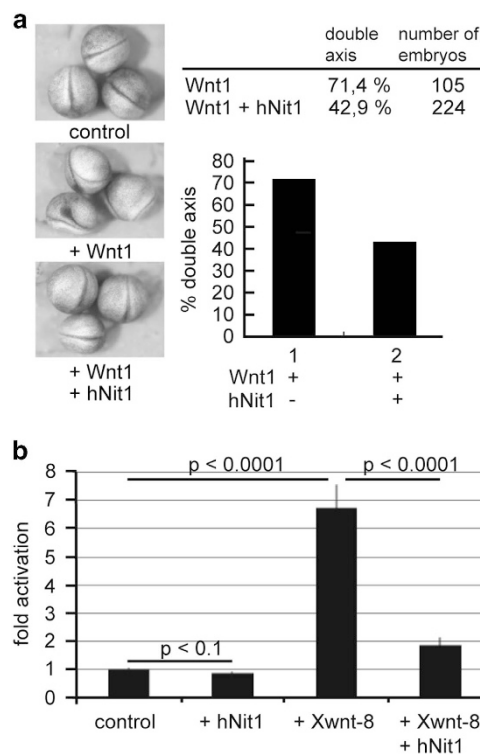 a
double number of
axis embryos
Wnt1 71,4 % 105
Wnt1 + hNit1 42,9 % 224
control
+ Wnt1
+ Wnt1
+ hNit1
% double axis
80
70
60
50
40
30
20
10
0
1 2
Wnt1 + +
hNit1 - +
b
fold activation
8
7
6
5
4
3
2
1
0
p < 0.0001 p < 0.0001
p < 0.1
control + hNit1 + Xwnt-8 + Xwnt-8
+ hNit1